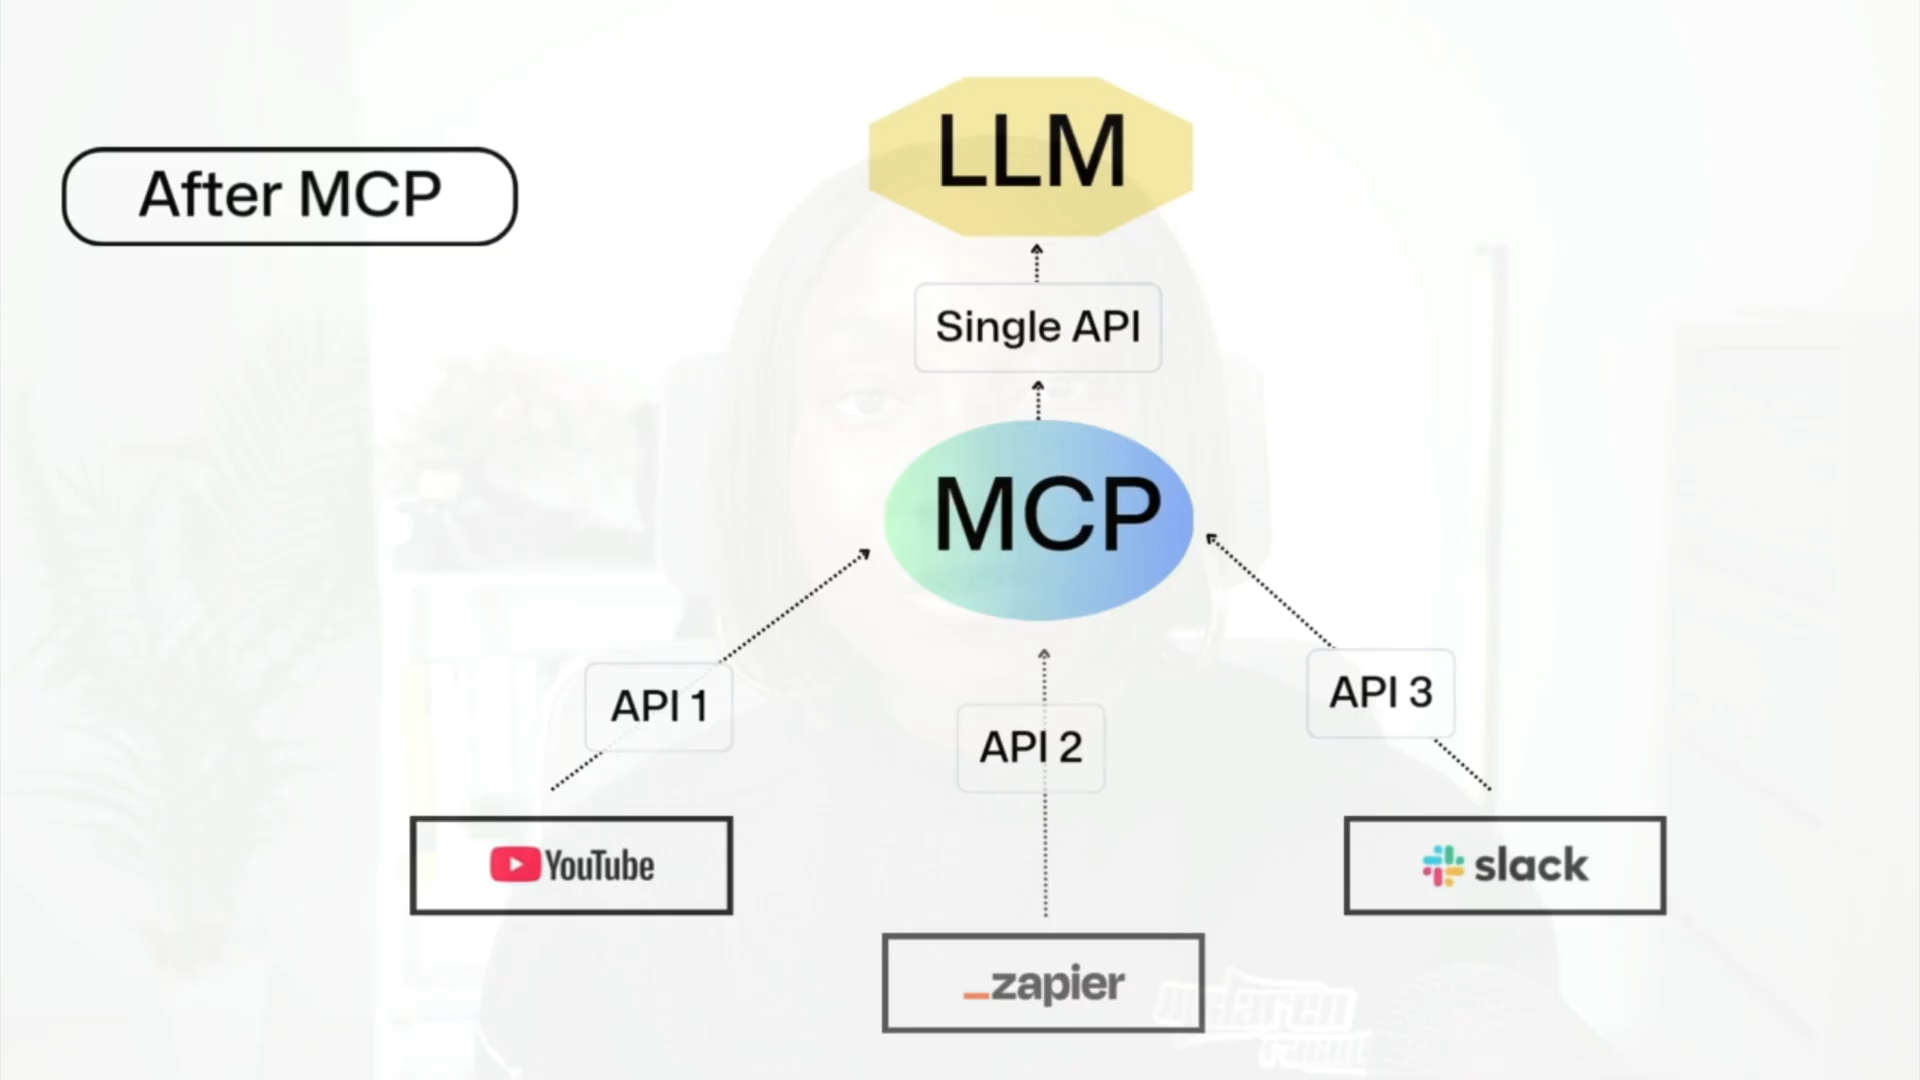 LLM
After MCP
Single API
MCP
API 1
API 2
API 3
YouTube
slack
zapier